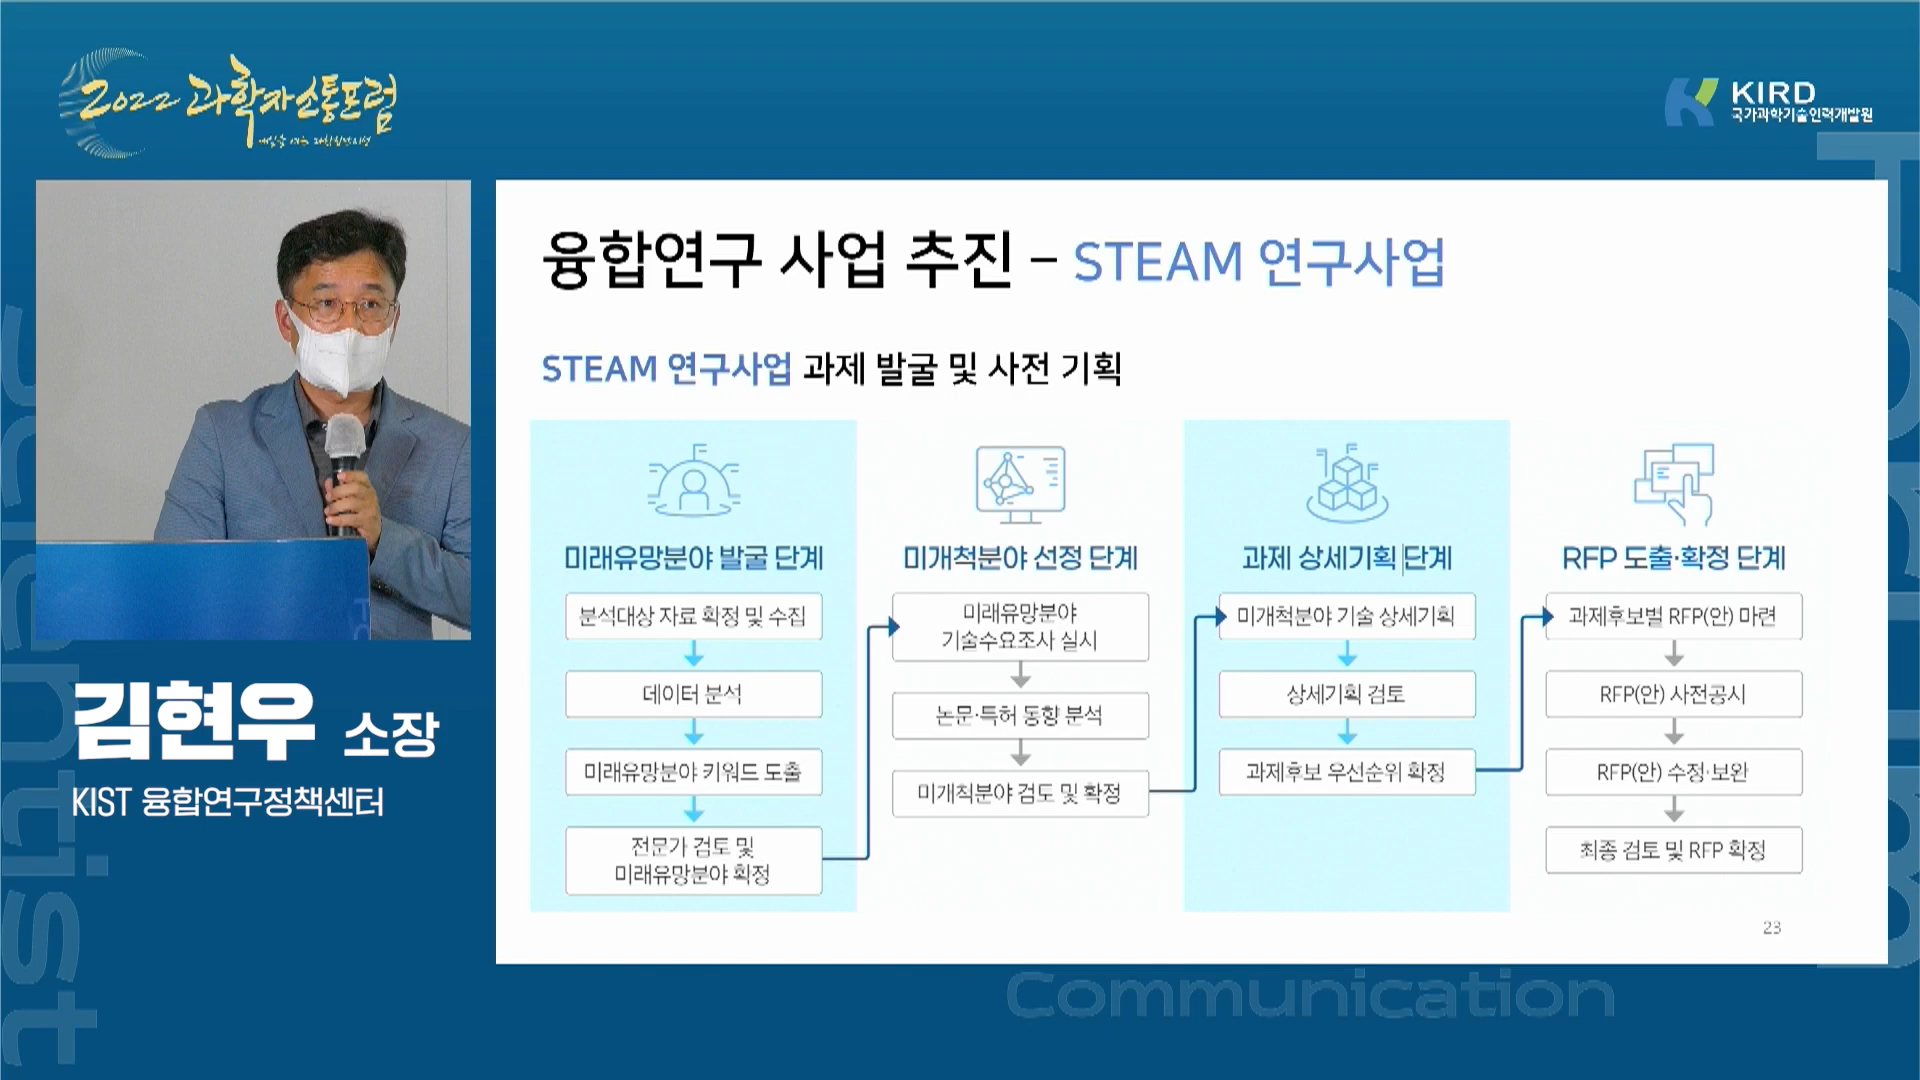 2022 과학자소통포럼
KIRD
국가과학기술인력개발원
융합연구 사업 추진 – STEAM 연구사업
STEAM 연구사업 과제 발굴 및 사전 기획
미래유망분야 발굴 단계
분석대상 자료 확정 및 수집
데이터 분석
미래유망분야 키워드 도출
전문가 검토 및
미래유망분야 확정
미개척분야 선정 단계
미래유망분야
기술수요조사 실시
논문·특허 동향 분석
미개척분야 검토 및 확정
과제 상세기획 단계
미개척분야 기술 상세기획
상세기획 검토
과제후보 우선순위 확정
RFP 도출·확정 단계
과제후보별 RFP(안) 마련
RFP(안) 사전공시
RFP(안) 수정·보완
최종 검토 및 RFP 확정
23
김현우 소장
KIST 융합연구정책센터
Scientist
Communication
Forum